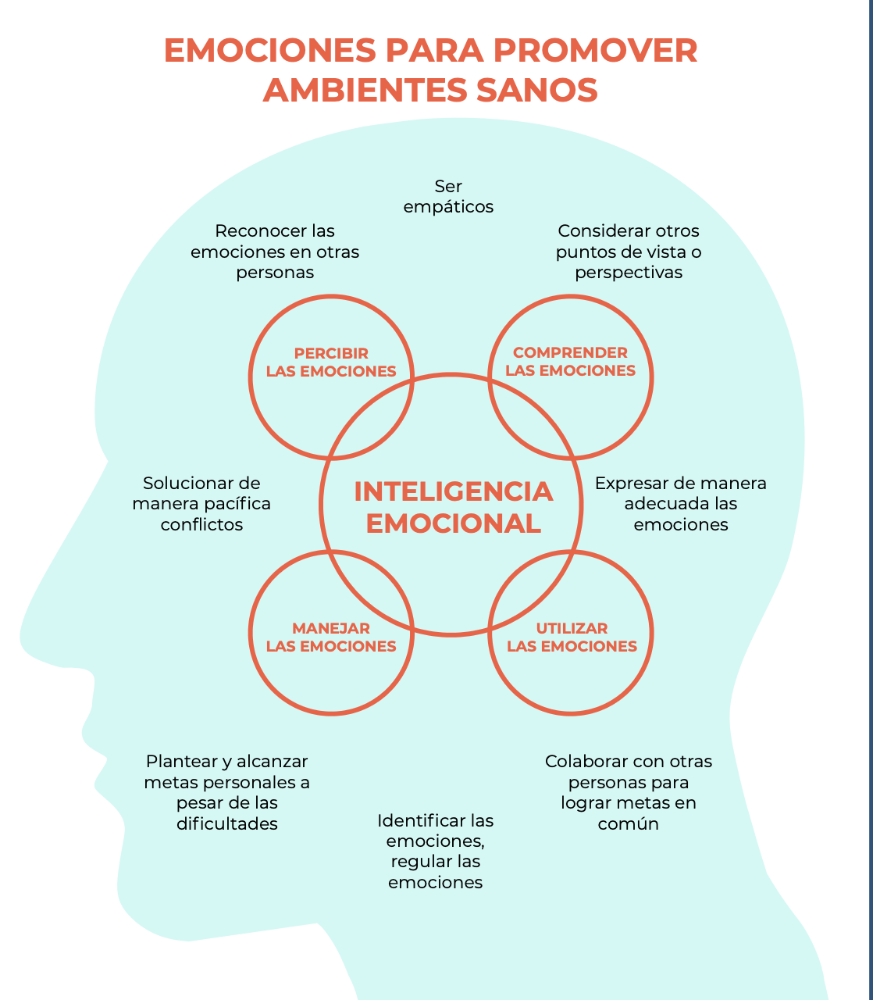 EMOCIONES PARA PROMOVER
AMBIENTES SANOS
Ser
empáticos
Reconocer las
emociones en otras
personas
Considerar otros
puntos de vista o
perspectivas
PERCIBIR
LAS EMOCIONES
COMPRENDER
LAS EMOCIONES
Solucionar de
manera pacífica
conflictos
INTELIGENCIA
EMOCIONAL
Expresar de manera
adecuada las
emociones
MANEJAR
LAS EMOCIONES
UTILIZAR
LAS EMOCIONES
Plantear y alcanzar
metas personales a
pesar de las
dificultades
Identificar las
emociones,
regular las
emociones
Colaborar con otras
personas para
lograr metas en
común